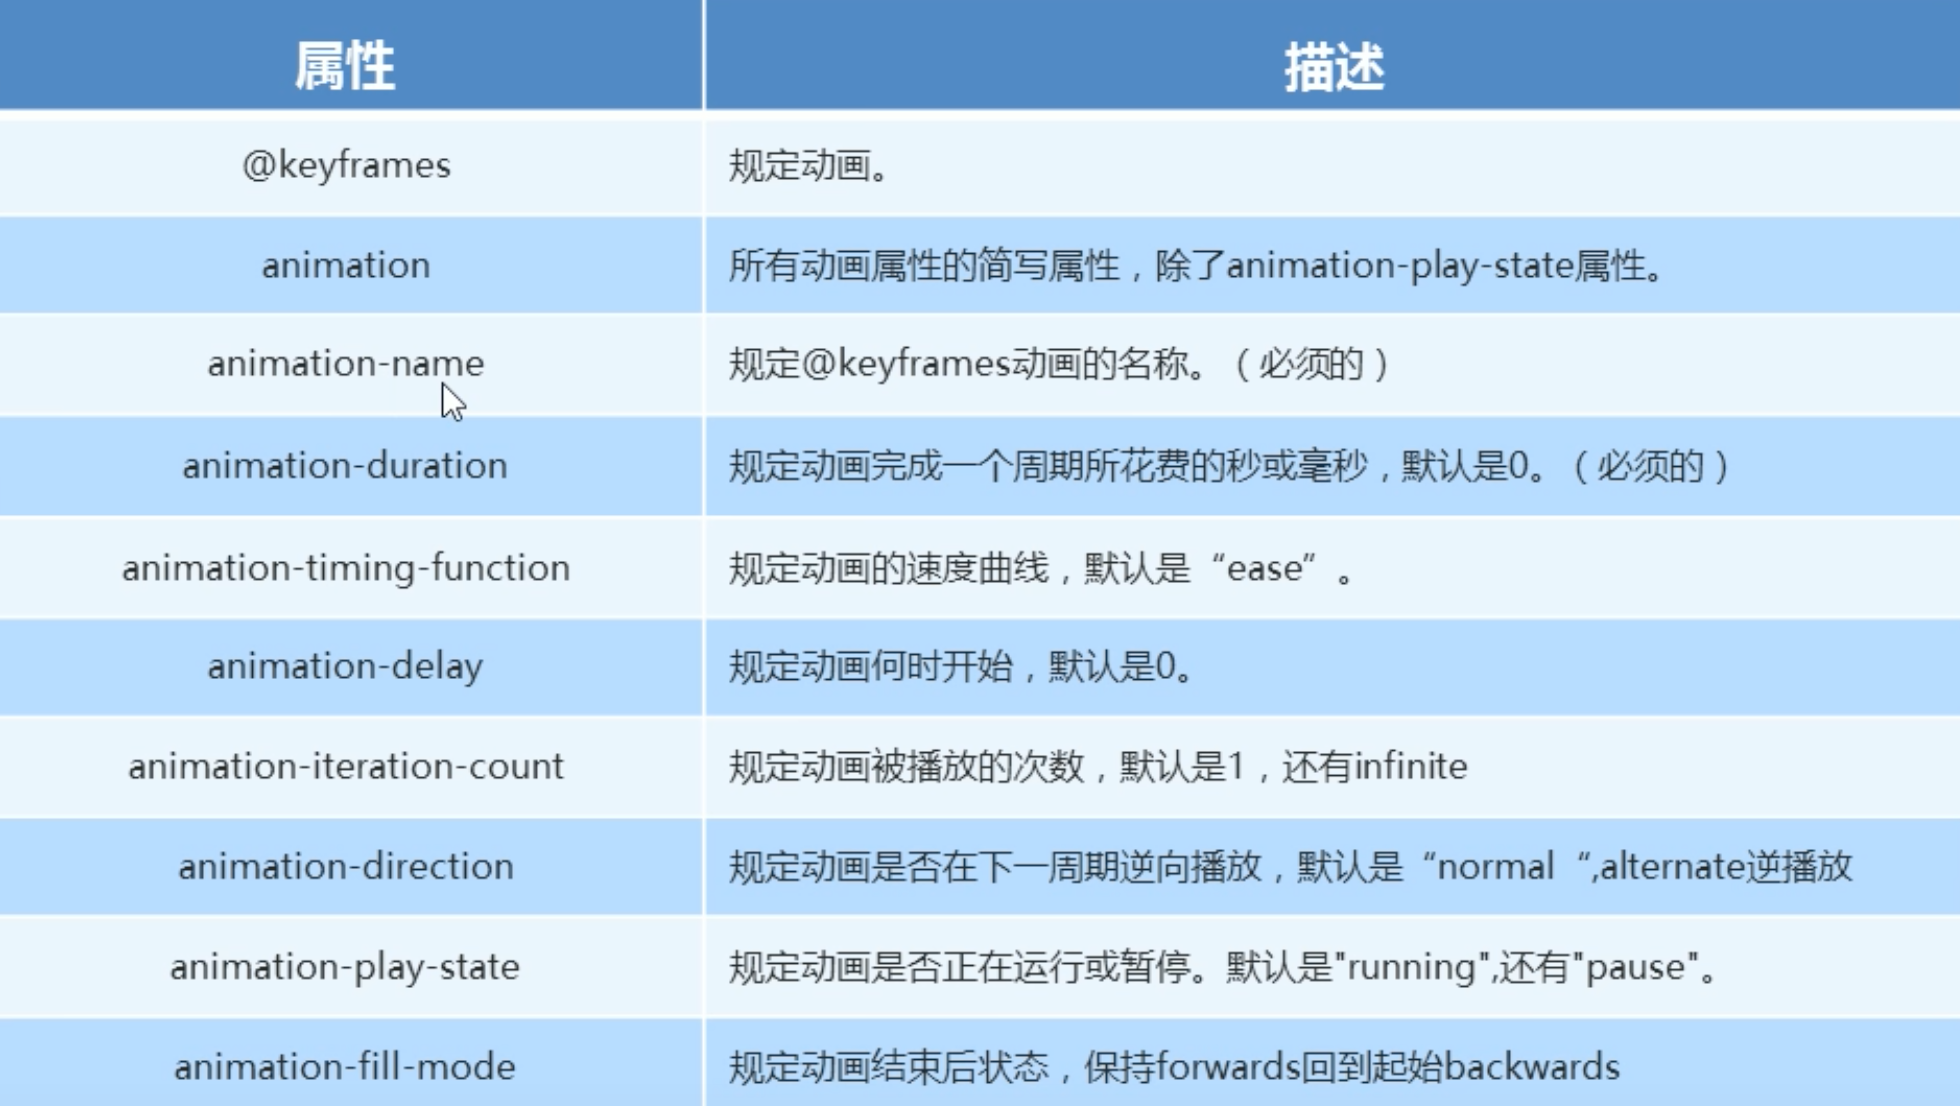 属性 描述
@keyframes 规定动画。
animation 所有动画属性的简写属性，除了animation-play-state属性。
animation-name 规定@keyframes动画的名称。（必须的）
animation-duration 规定动画完成一个周期所花费的秒或毫秒，默认是0。（必须的）
animation-timing-function 规定动画的速度曲线，默认是“ease”。
animation-delay 规定动画何时开始，默认是0。
animation-iteration-count 规定动画被播放的次数，默认是1，还有infinite
animation-direction 规定动画是否在下一周期逆向播放，默认是“normal“,alternate逆播放
animation-play-state 规定动画是否正在运行或暂停。默认是"running",还有"pause"。
animation-fill-mode 规定动画结束后状态，保持forwards回到起始backwards